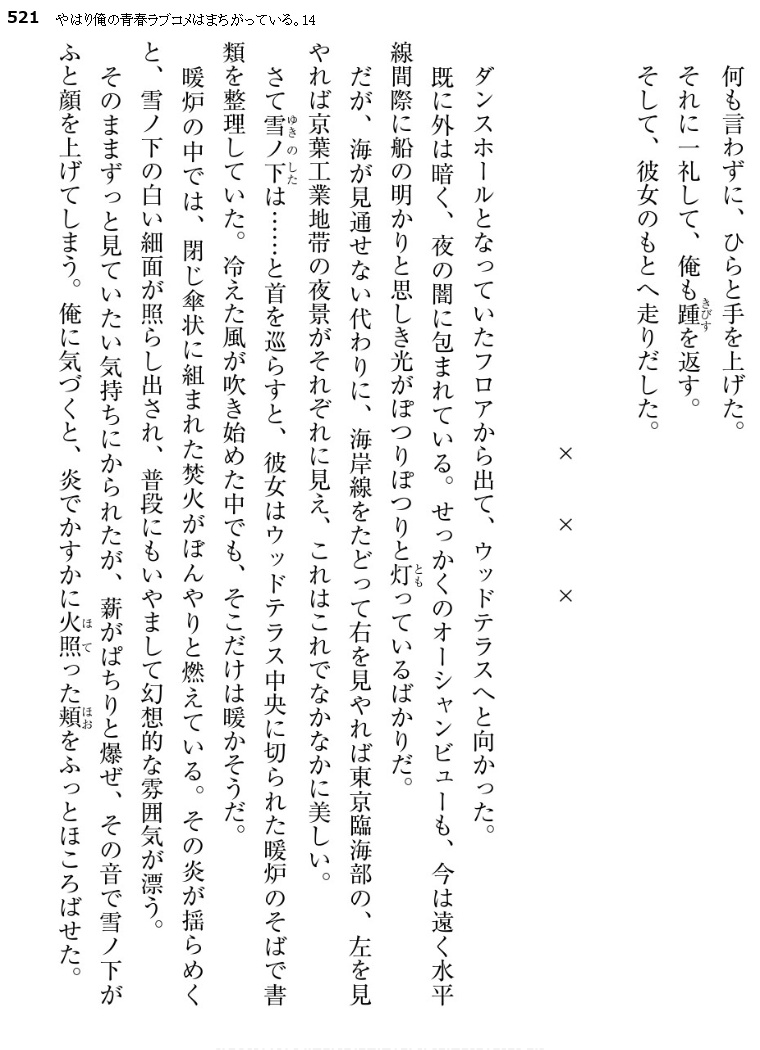 521 やはり俺の青春ラブコメはまちがっている。14
何も言わずに、ひらと手を上げた。
それに一礼して、俺も踵を返す。
きびす
そして、彼女のもとへ走りだした。
× × ×
ダンスホールとなっていたフロアから出て、ウッドテラスへと向かった。
既に外は暗く、夜の闇に包まれている。せっかくのオーシャンビューも、今は遠く水平
線間際に船の明かりと思しき光がぽつりぽつりと灯っているばかりだ。
とも
だが、海が見通せない代わりに、海岸線をたどって右を見やれば東京臨海部の、左を見
やれば京葉工業地帯の夜景がそれぞれに見え、これはこれでなかなかに美しい。
さて雪ノ下は……と首を巡らすと、彼女はウッドテラス中央に切られた暖炉のそばで書
ゆきのした
類を整理していた。冷えた風が吹き始めた中でも、そこだけは暖かそうだ。
暖炉の中では、閉じ傘状に組まれた焚火がぼんやりと燃えている。その炎が揺らめく
と、雪ノ下の白い細面が照らし出され、普段にもいやまして幻想的な雰囲気が漂う。
そのままずっと見ていたい気持ちにかられたが、薪がぱちりと爆ぜ、その音で雪ノ下が
ふと顔を上げてしまう。俺に気づくと、炎でかすかに火照った頬をふっとほころばせた。
ほて ほお